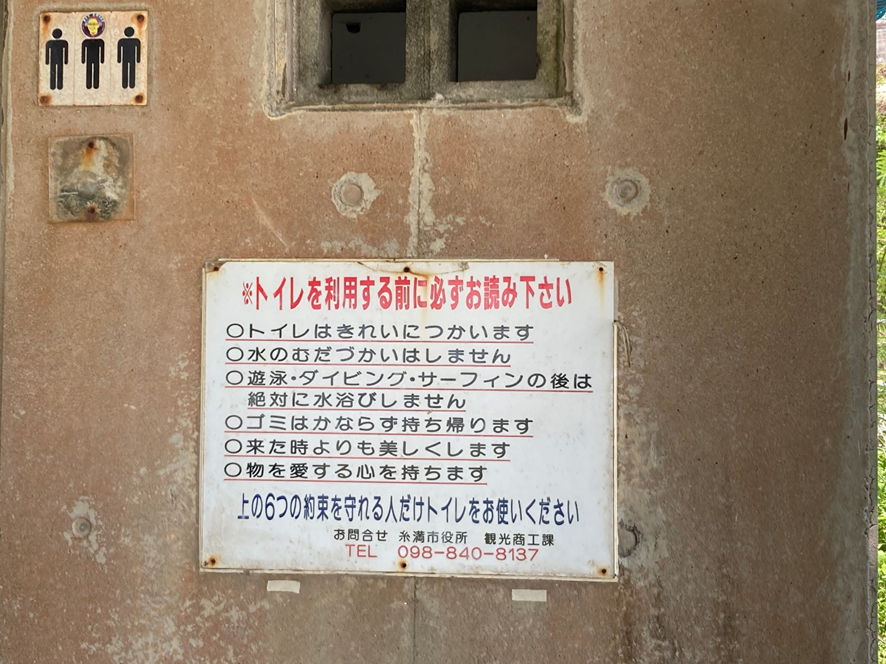 ※トイレを利用する前に必ずお読み下さい
○トイレはきれいにつかいます
○水のむだづかいはしません
○遊泳・ダイビング・サーフィンの後は
絶対に水浴びしません
○ゴミはかならず持ち帰ります
○来た時よりも美しくします
○物を愛する心を持ちます
上の6つの約束を守れる人だけトイレをお使いください
お問合せ 糸満市役所 観光商工課
TEL 098-840-8137